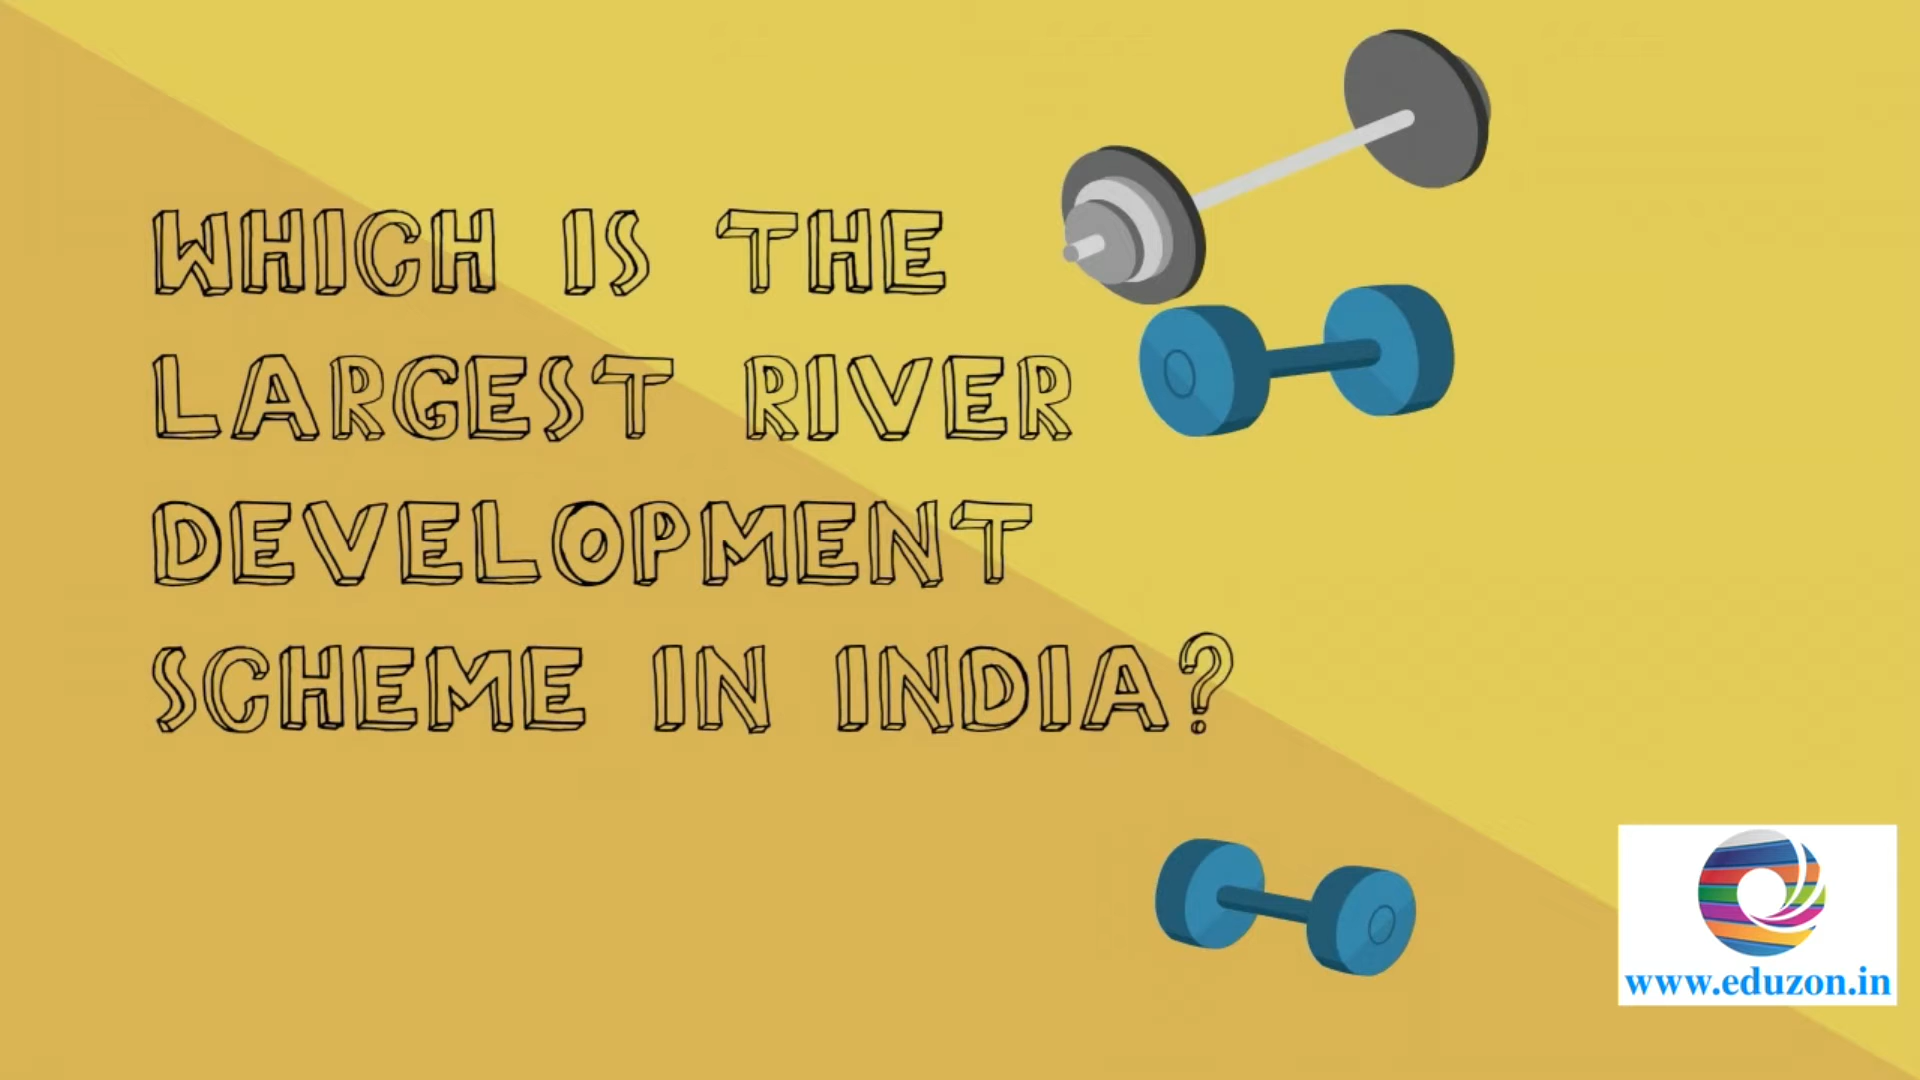 WHICH IS THE
LARGEST RIVER
DEVELOPMENT
SCHEME IN INDIA?
www.eduzon.in